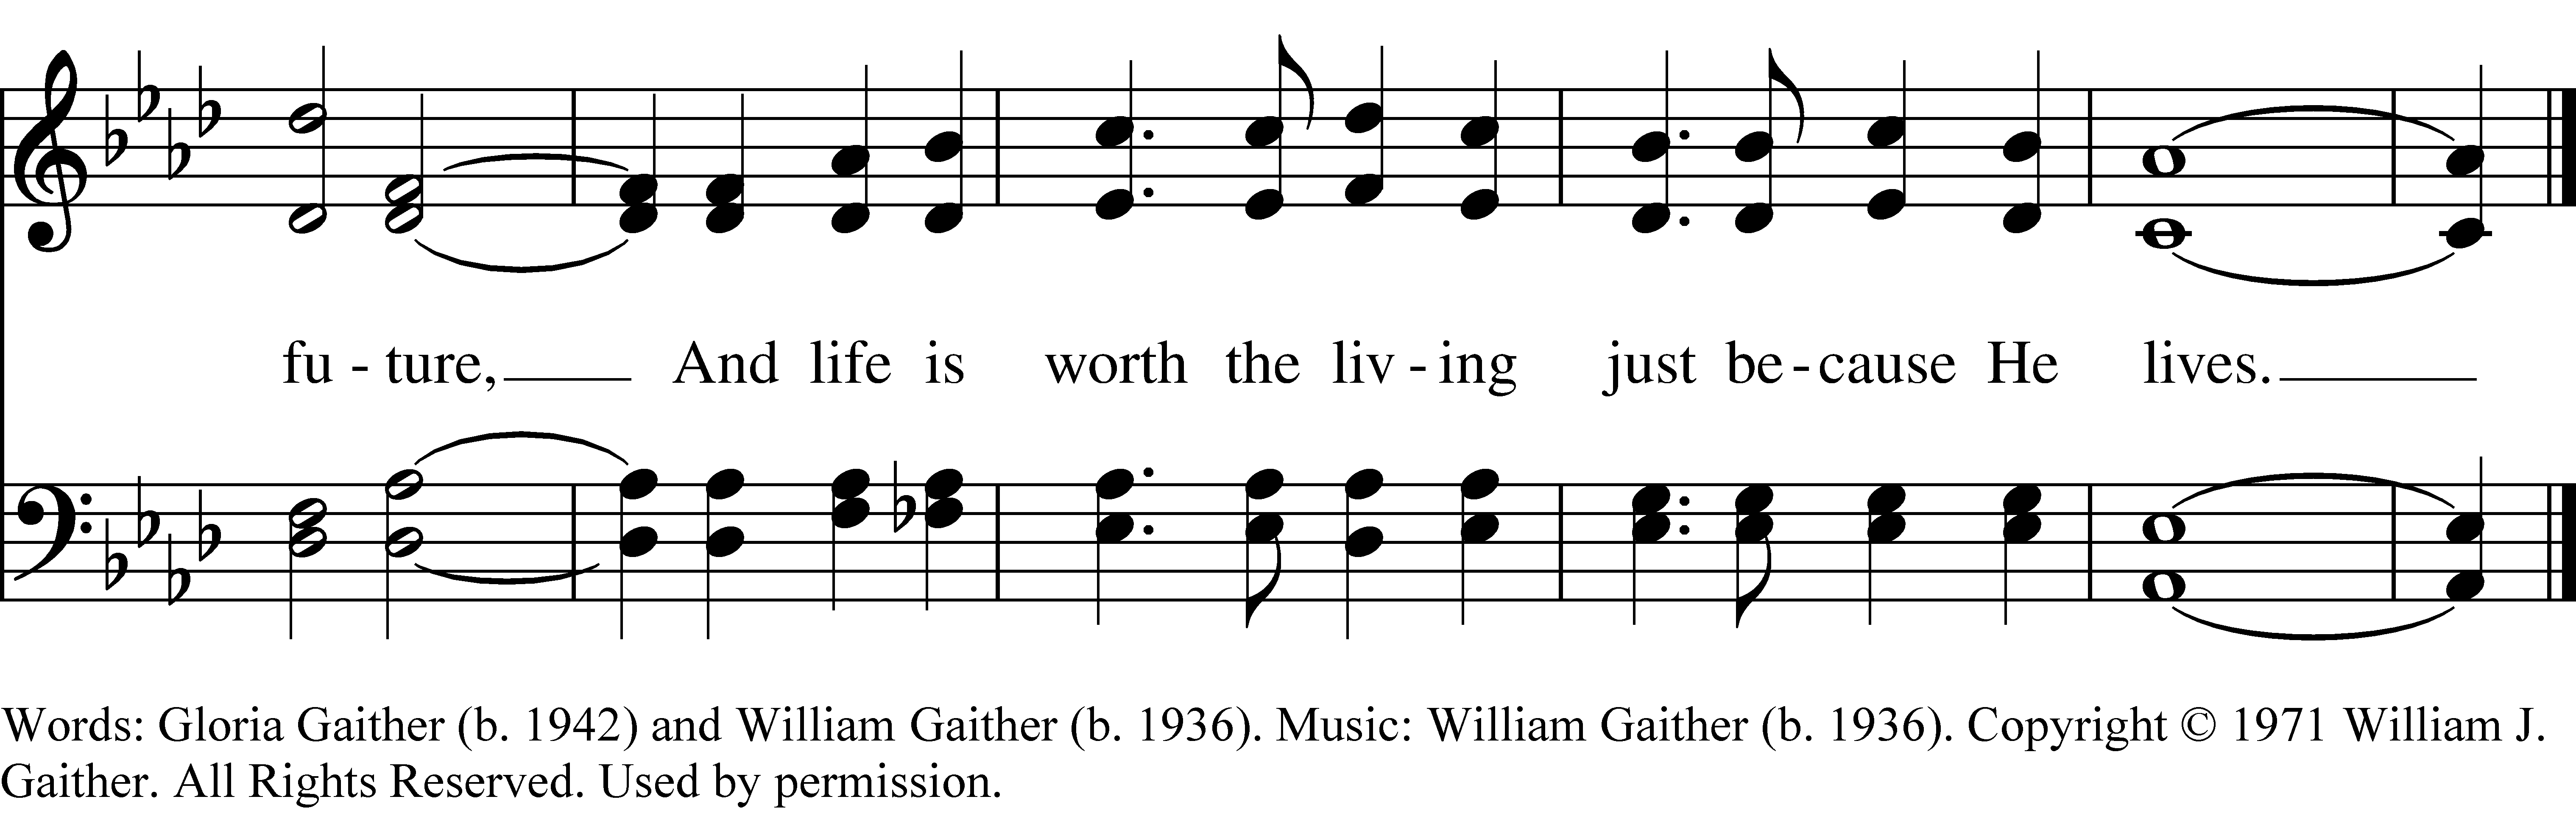 fu - ture, And life is worth the liv - ing just be - cause He lives.
Words: Gloria Gaither (b. 1942) and William Gaither (b. 1936). Music: William Gaither (b. 1936). Copyright © 1971 William J.
Gaither. All Rights Reserved. Used by permission.